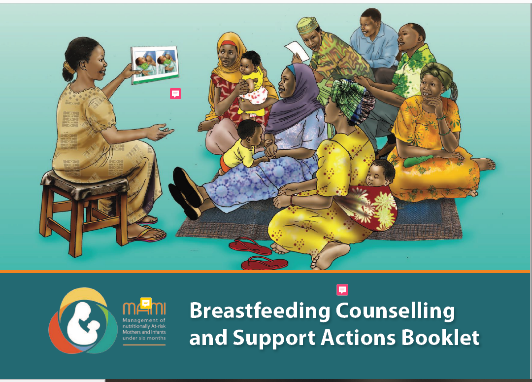 MAMI
Management of
nutritionally At-risk
Mothers and Infants
under six months
Breastfeeding Counselling
and Support Actions Booklet